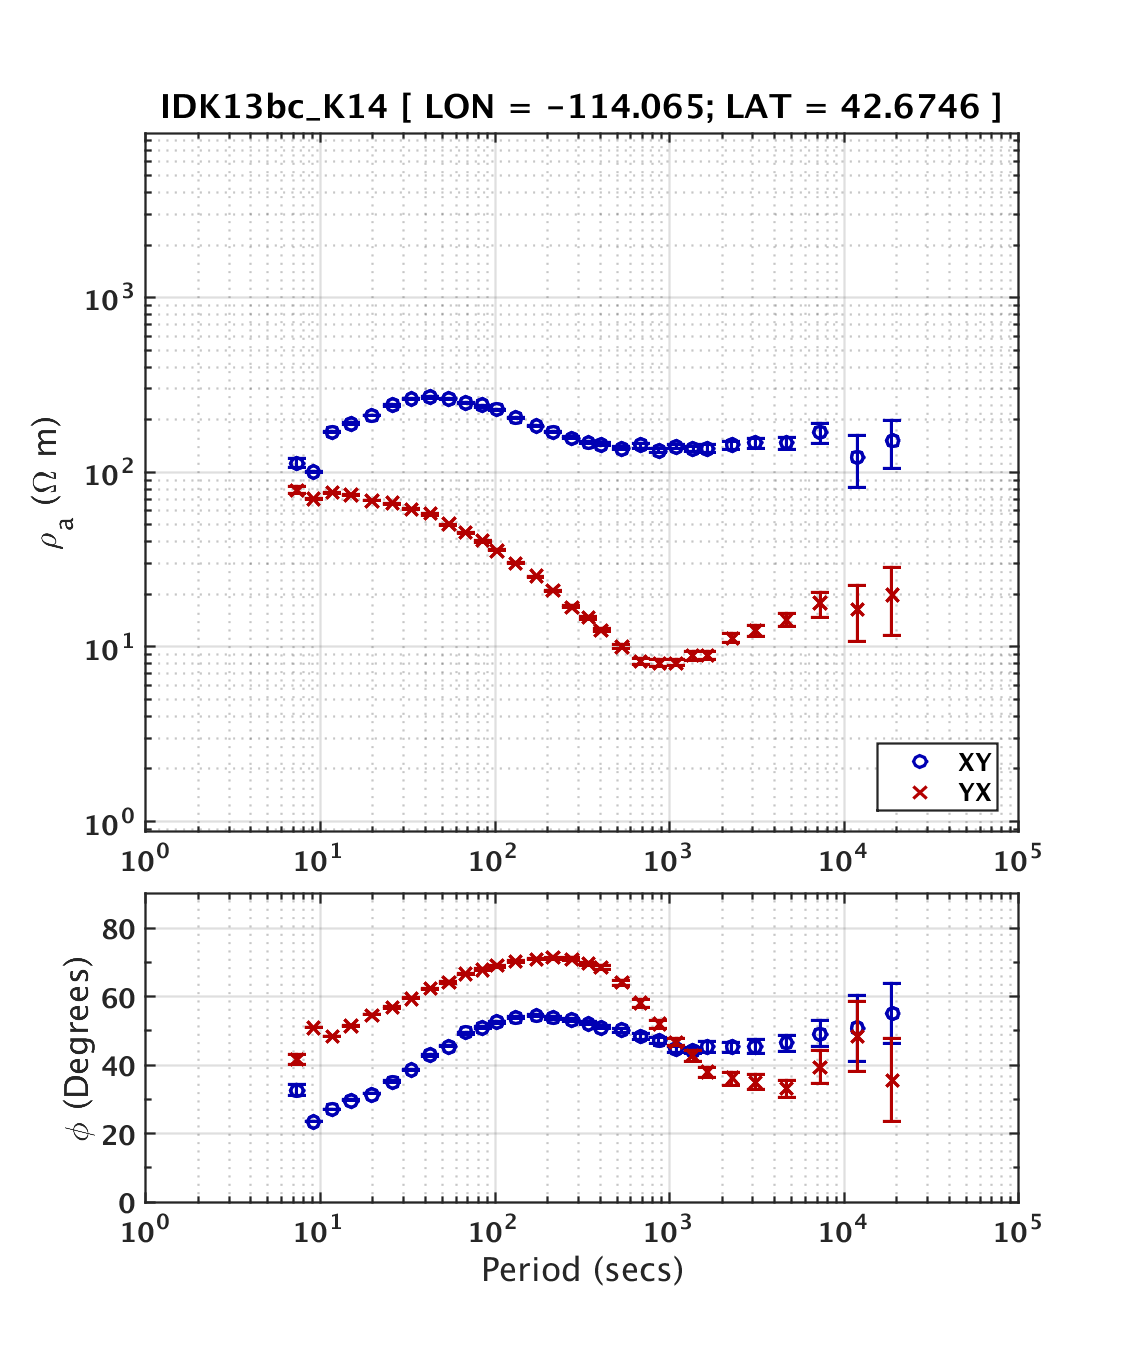 IDK13bc_K14 [ LON = -114.065; LAT = 42.6746 ]
10³
10²
10¹
10⁰
ρa (Ω m)
XY
YX
10⁰ 10¹ 10² 10³ 10⁴ 10⁵
80
60
40
20
0
ϕ (Degrees)
10⁰ 10¹ 10² 10³ 10⁴ 10⁵
Period (secs)